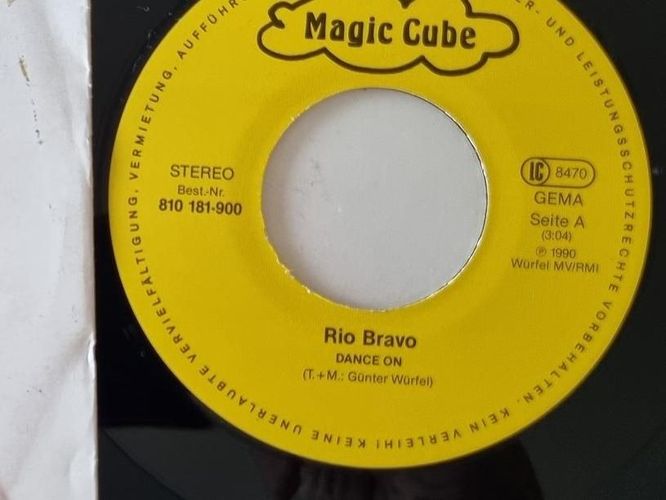 Magic Cube
STEREO
Best.-Nr.
810 181-900
LC 8470
GEMA
Seite A
(3:04)
℗ 1990
Würfel MV/RMI
Rio Bravo
DANCE ON
(T.+M.: Günter Würfel)
UND LEISTUNGSSCHUTZRECHTE VORBEHALTEN. KEIN VERLEIH! KEINE UNERLAUBTE VERVIELFÄLTIGUNG, VERMIETUNG,